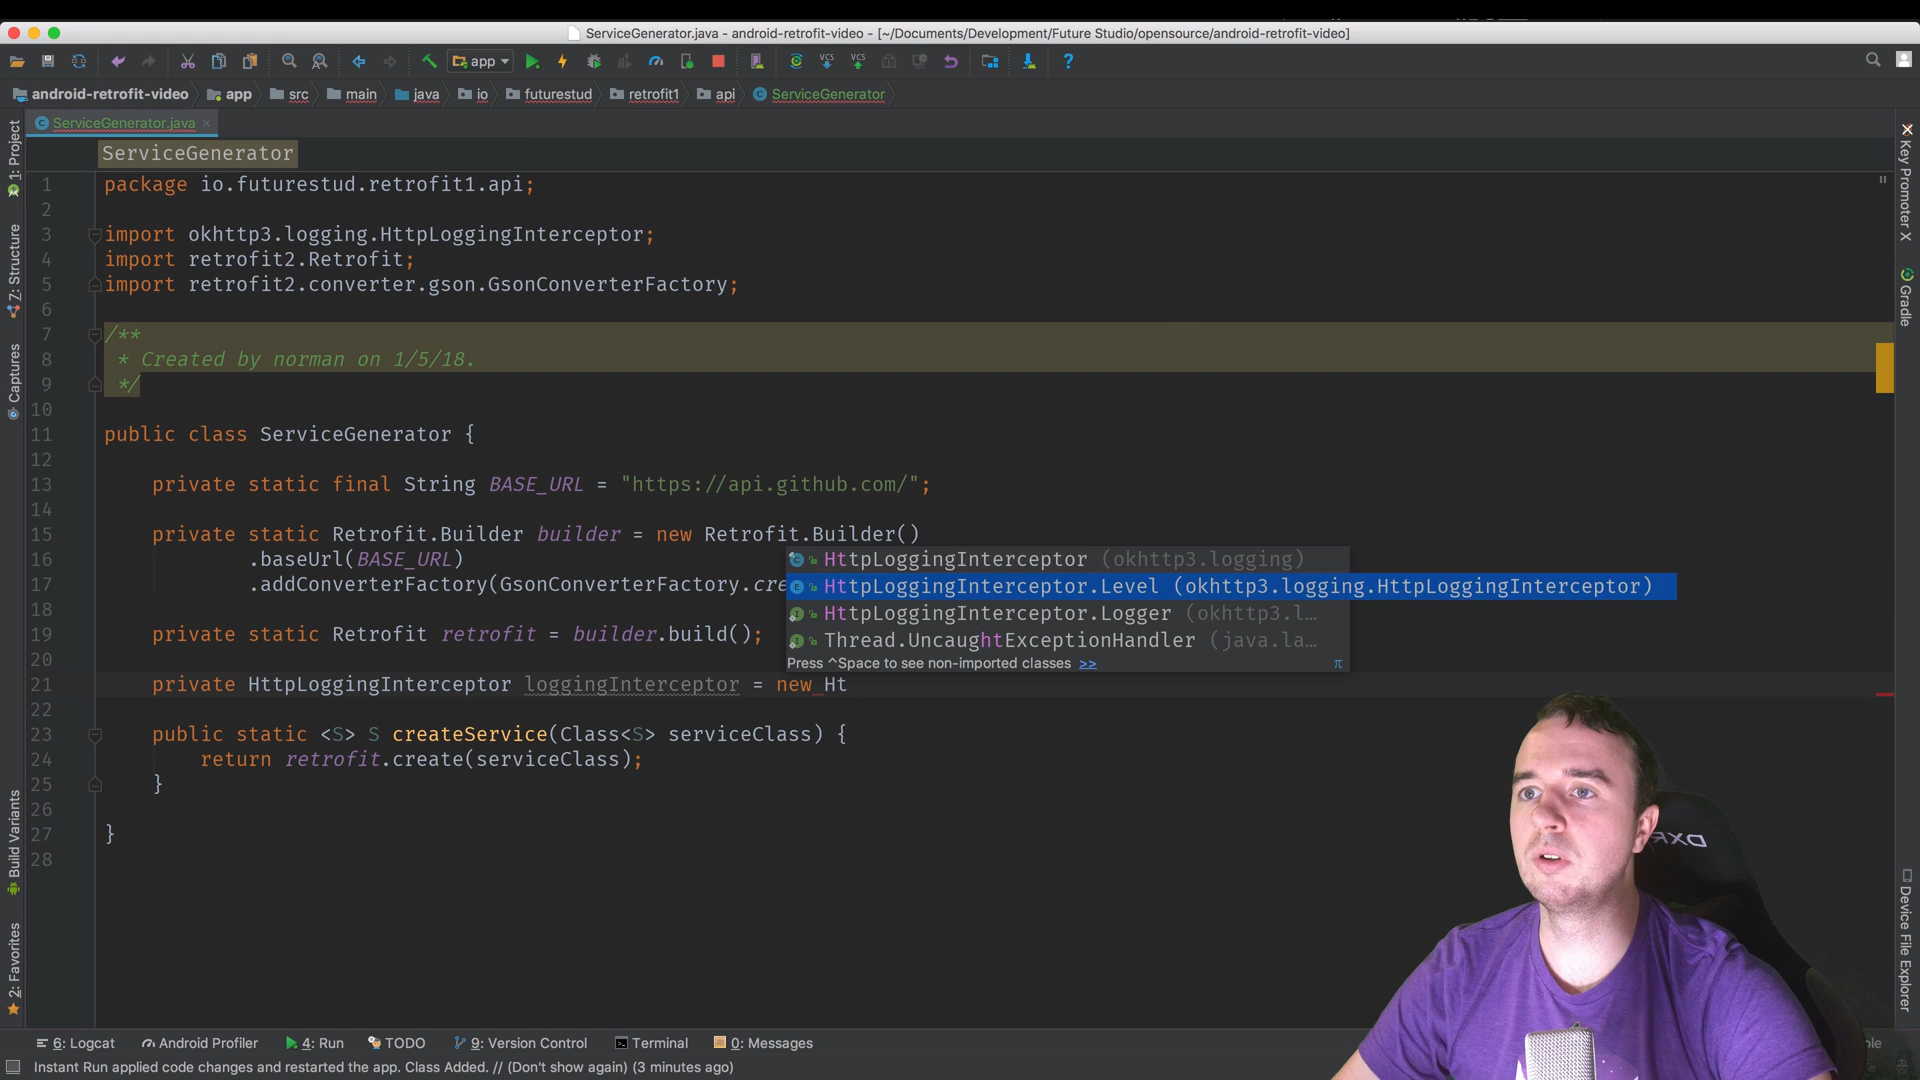 ServiceGenerator.java - android-retrofit-video - [~/Documents/Development/Future Studio/opensource/android-retrofit-video]
app
android-retrofit-video app src main java io futurestud retrofit1 api ServiceGenerator
ServiceGenerator.java
ServiceGenerator
1 package io.futurestud.retrofit1.api;
2
3 import okhttp3.logging.HttpLoggingInterceptor;
4 import retrofit2.Retrofit;
5 import retrofit2.converter.gson.GsonConverterFactory;
6
7 /**
8 * Created by norman on 1/5/18.
9 */
10
11 public class ServiceGenerator {
12
13 private static final String BASE_URL = "https://api.github.com/";
14
15 private static Retrofit.Builder builder = new Retrofit.Builder()
16 .baseUrl(BASE_URL)
17 .addConverterFactory(GsonConverterFactory.cre
18
19 private static Retrofit retrofit = builder.build();
20
21 private HttpLoggingInterceptor loggingInterceptor = new Ht
22
23 public static <S> S createService(Class<S> serviceClass) {
24 return retrofit.create(serviceClass);
25 }
26
27 }
28
HttpLoggingInterceptor (okhttp3.logging)
HttpLoggingInterceptor.Level (okhttp3.logging.HttpLoggingInterceptor)
HttpLoggingInterceptor.Logger (okhttp3.l...
Thread.UncaughtExceptionHandler (java.la...
Press ^Space to see non-imported classes >> π
1: Project
7: Structure
Captures
Build Variants
2: Favorites
Key Promoter X
Gradle
Device File Explorer
DXR
6: Logcat Android Profiler 4: Run TODO 9: Version Control Terminal 0: Messages
Instant Run applied code changes and restarted the app. Class Added. // (Don't show again) (3 minutes ago)